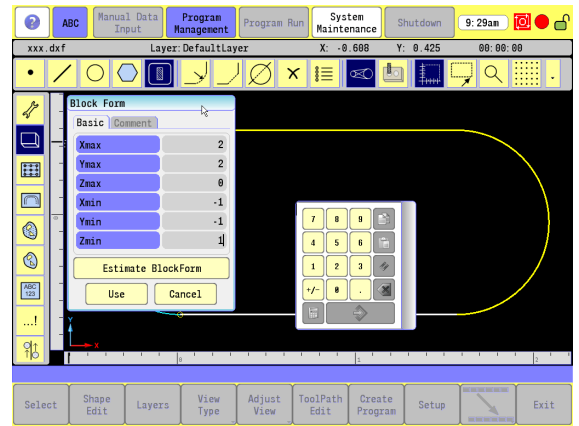 ?
ABC
Manual Data Input
Program Management
Program Run
System Maintenance
Shutdown
9:29am
xxx.dxf
Layer:DefaultLayer
X: -0.608
Y: 0.425
00:00:00
Block Form
Basic
Comment
Xmax 2
Ymax 2
Zmax 0
Xmin -1
Ymin -1
Zmin 1
Estimate BlockForm
Use
Cancel
7 8 9
4 5 6
1 2 3
+/- 0 .
ABC
123
...!
Y
X
0 1 2
Select
Shape Edit
Layers
View Type
Adjust View
ToolPath Edit
Create Program
Setup
Exit